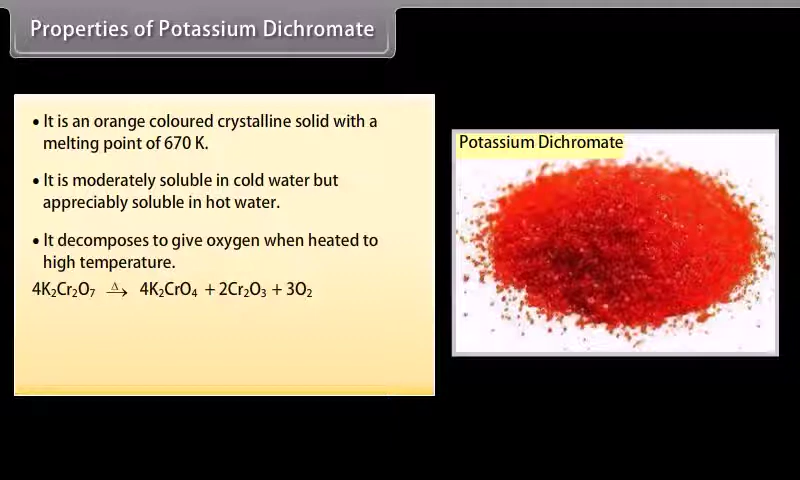 Properties of Potassium Dichromate
• It is an orange coloured crystalline solid with a
melting point of 670 K.
• It is moderately soluble in cold water but
appreciably soluble in hot water.
• It decomposes to give oxygen when heated to
high temperature.
4K₂Cr₂O₇ —Δ→ 4K₂CrO₄ + 2Cr₂O₃ + 3O₂
Potassium Dichromate